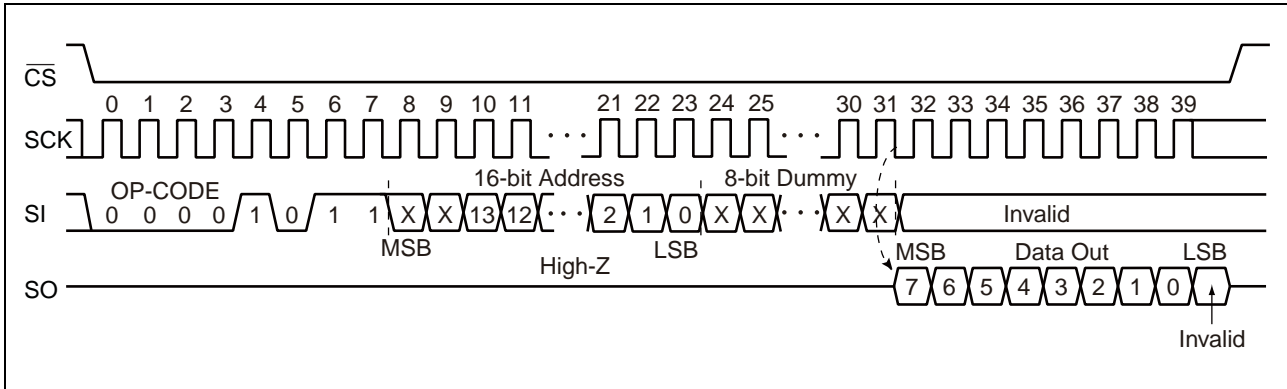 CS
0 1 2 3 4 5 6 7 8 9 10 11 21 22 23 24 25 30 31 32 33 34 35 36 37 38 39
SCK ··· ···
OP-CODE 16-bit Address 8-bit Dummy
SI 0 0 0 0 1 0 1 1 X X 13 12 ··· 2 1 0 X X ··· X X Invalid
MSB LSB MSB Data Out LSB
High-Z
SO 7 6 5 4 3 2 1 0
Invalid